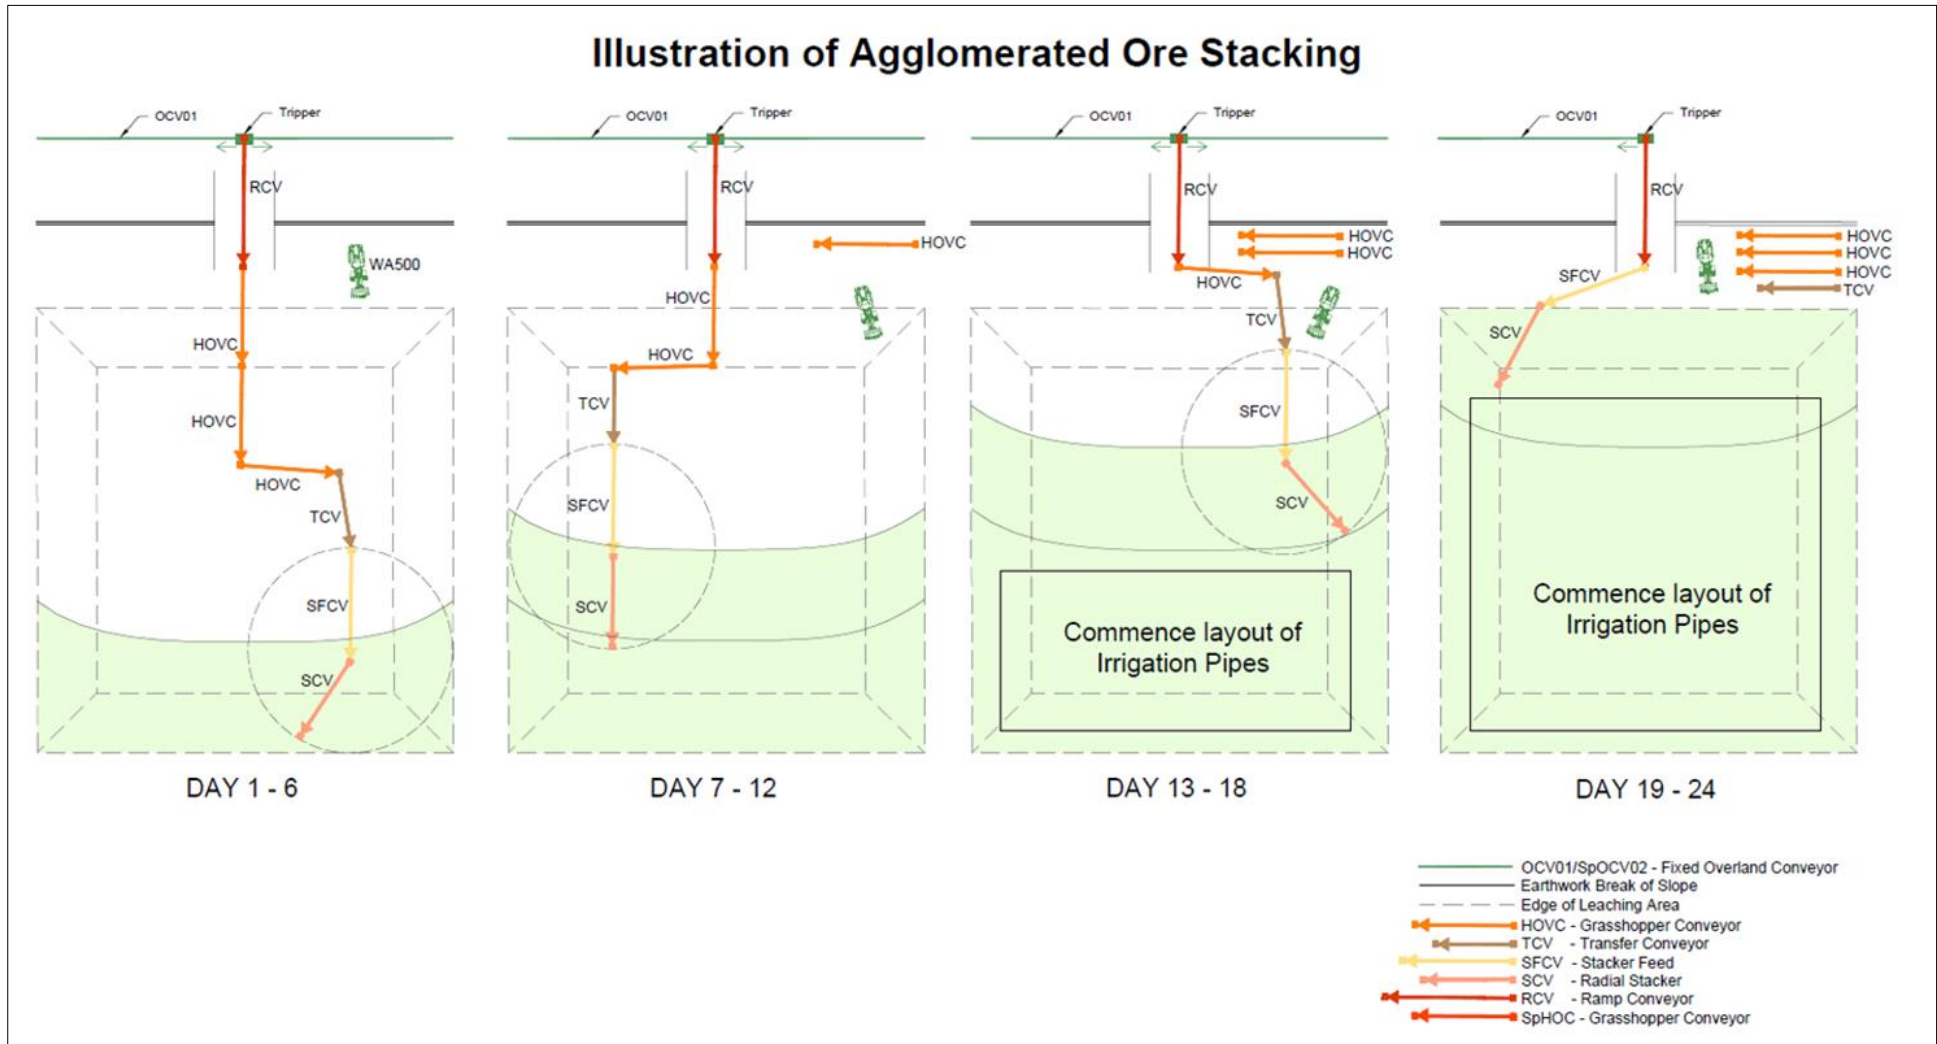 Illustration of Agglomerated Ore Stacking
OCV01
Tripper
RCV
WA500
HOVC
HOVC
HOVC
TCV
SFCV
SCV
DAY 1 - 6
OCV01
Tripper
RCV
HOVC
HOVC
HOVC
TCV
SFCV
SCV
DAY 7 - 12
OCV01
Tripper
RCV
HOVC
HOVC
HOVC
TCV
SFCV
SCV
Commence layout of
Irrigation Pipes
DAY 13 - 18
OCV01
Tripper
RCV
HOVC
HOVC
HOVC
TCV
SFCV
SCV
Commence layout of
Irrigation Pipes
DAY 19 - 24
OCV01/SpOCV02 - Fixed Overland Conveyor
Earthwork Break of Slope
Edge of Leaching Area
HOVC - Grasshopper Conveyor
TCV - Transfer Conveyor
SFCV - Stacker Feed
SCV - Radial Stacker
RCV - Ramp Conveyor
SpHOC - Grasshopper Conveyor